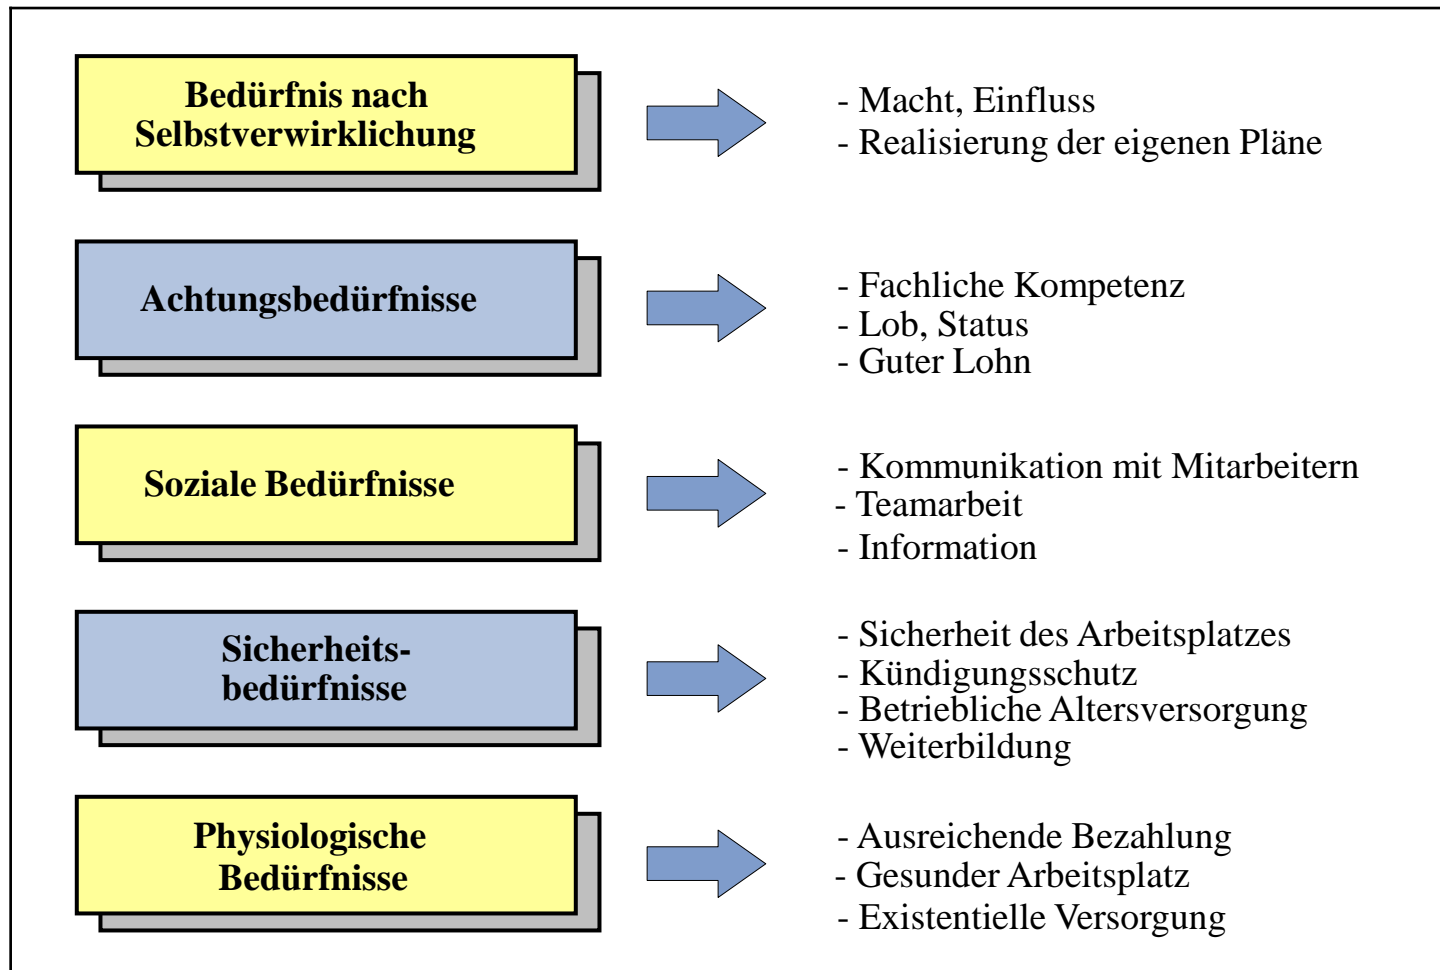 Bedürfnis nach
Selbstverwirklichung
- Macht, Einfluss
- Realisierung der eigenen Pläne
Achtungsbedürfnisse
- Fachliche Kompetenz
- Lob, Status
- Guter Lohn
Soziale Bedürfnisse
- Kommunikation mit Mitarbeitern
- Teamarbeit
- Information
Sicherheits-
bedürfnisse
- Sicherheit des Arbeitsplatzes
- Kündigungsschutz
- Betriebliche Altersversorgung
- Weiterbildung
Physiologische
Bedürfnisse
- Ausreichende Bezahlung
- Gesunder Arbeitsplatz
- Existentielle Versorgung